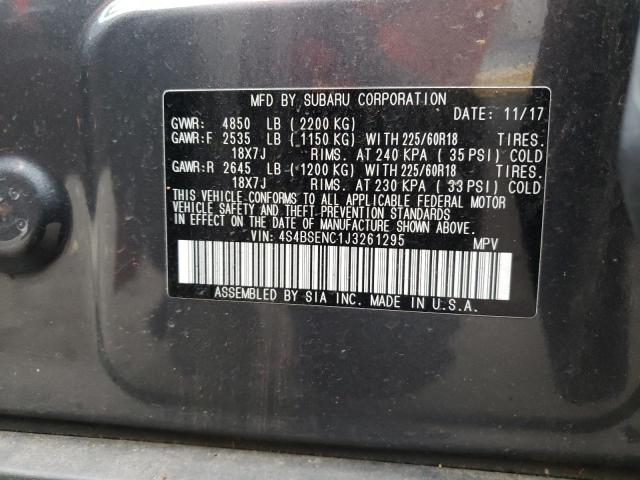 MFD BY SUBARU CORPORATION
DATE: 11/17
GVWR: 4850 LB (2200 KG)
GAWR:F 2535 LB (1150 KG) WITH 225/60R18 TIRES.
18X7J RIMS. AT 240 KPA (35 PSI) COLD
GAWR:R 2645 LB (1200 KG) WITH 225/60R18 TIRES.
18X7J RIMS. AT 230 KPA (33 PSI) COLD
THIS VEHICLE CONFORMS TO ALL APPLICABLE FEDERAL MOTOR
VEHICLE SAFETY AND THEFT PREVENTION STANDARDS IN EFFECT
ON THE DATE OF MANUFACTURE SHOWN ABOVE.
VIN: 4S4BSENC1J3261295 MPV
ASSEMBLED BY SIA INC. MADE IN U.S.A.